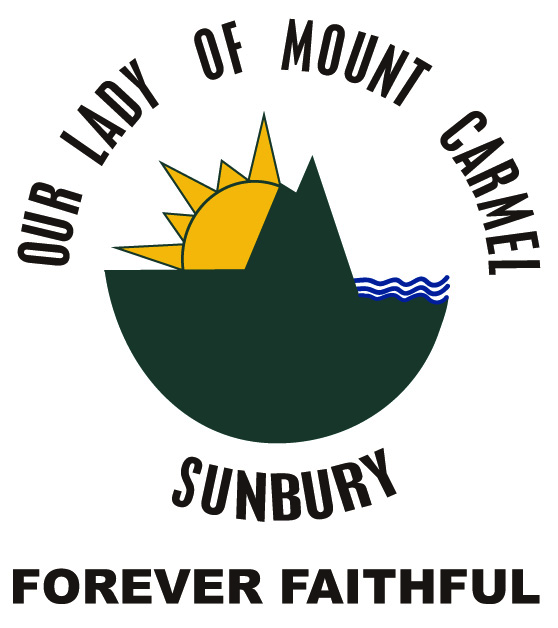 OUR LADY OF MOUNT CARMEL
SUNBURY
FOREVER FAITHFUL